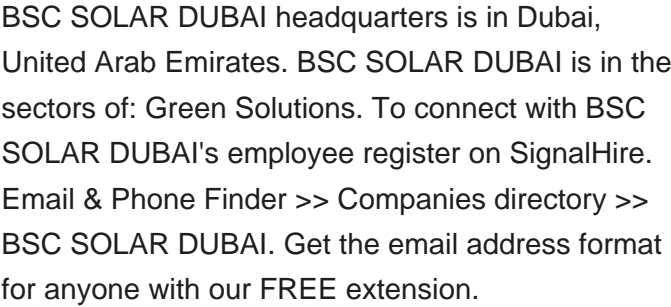 BSC SOLAR DUBAI headquarters is in Dubai,
United Arab Emirates. BSC SOLAR DUBAI is in the
sectors of: Green Solutions. To connect with BSC
SOLAR DUBAI's employee register on SignalHire.
Email & Phone Finder >> Companies directory >>
BSC SOLAR DUBAI. Get the email address format
for anyone with our FREE extension.